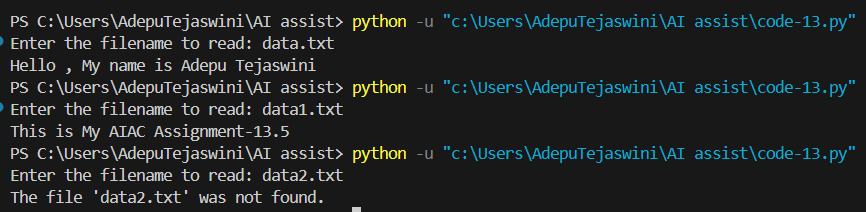 PS C:\Users\AdepuTejaswini\AI assist> python -u "c:\Users\AdepuTejaswini\AI assist\code-13.py"
Enter the filename to read: data.txt
Hello , My name is Adepu Tejaswini
PS C:\Users\AdepuTejaswini\AI assist> python -u "c:\Users\AdepuTejaswini\AI assist\code-13.py"
Enter the filename to read: data1.txt
This is My AIAC Assignment-13.5
PS C:\Users\AdepuTejaswini\AI assist> python -u "c:\Users\AdepuTejaswini\AI assist\code-13.py"
Enter the filename to read: data2.txt
The file 'data2.txt' was not found.